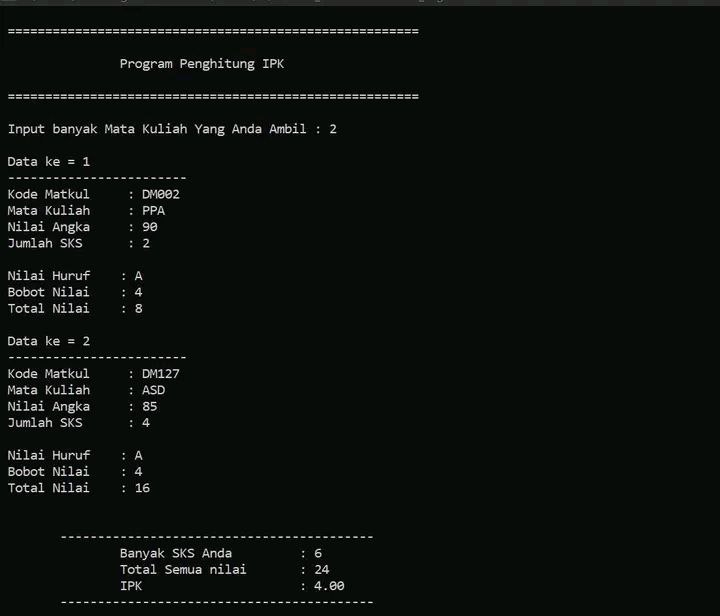 =======================================================
Program Penghitung IPK
=======================================================
Input banyak Mata Kuliah Yang Anda Ambil : 2
Data ke = 1
------------------------
Kode Matkul     : DM002
Mata Kuliah     : PPA
Nilai Angka     : 90
Jumlah SKS      : 2
Nilai Huruf    : A
Bobot Nilai    : 4
Total Nilai    : 8
Data ke = 2
------------------------
Kode Matkul     : DM127
Mata Kuliah     : ASD
Nilai Angka     : 85
Jumlah SKS      : 4
Nilai Huruf    : A
Bobot Nilai    : 4
Total Nilai    : 16
------------------------------------------
Banyak SKS Anda         : 6
Total Semua nilai       : 24
IPK                     : 4.00
------------------------------------------